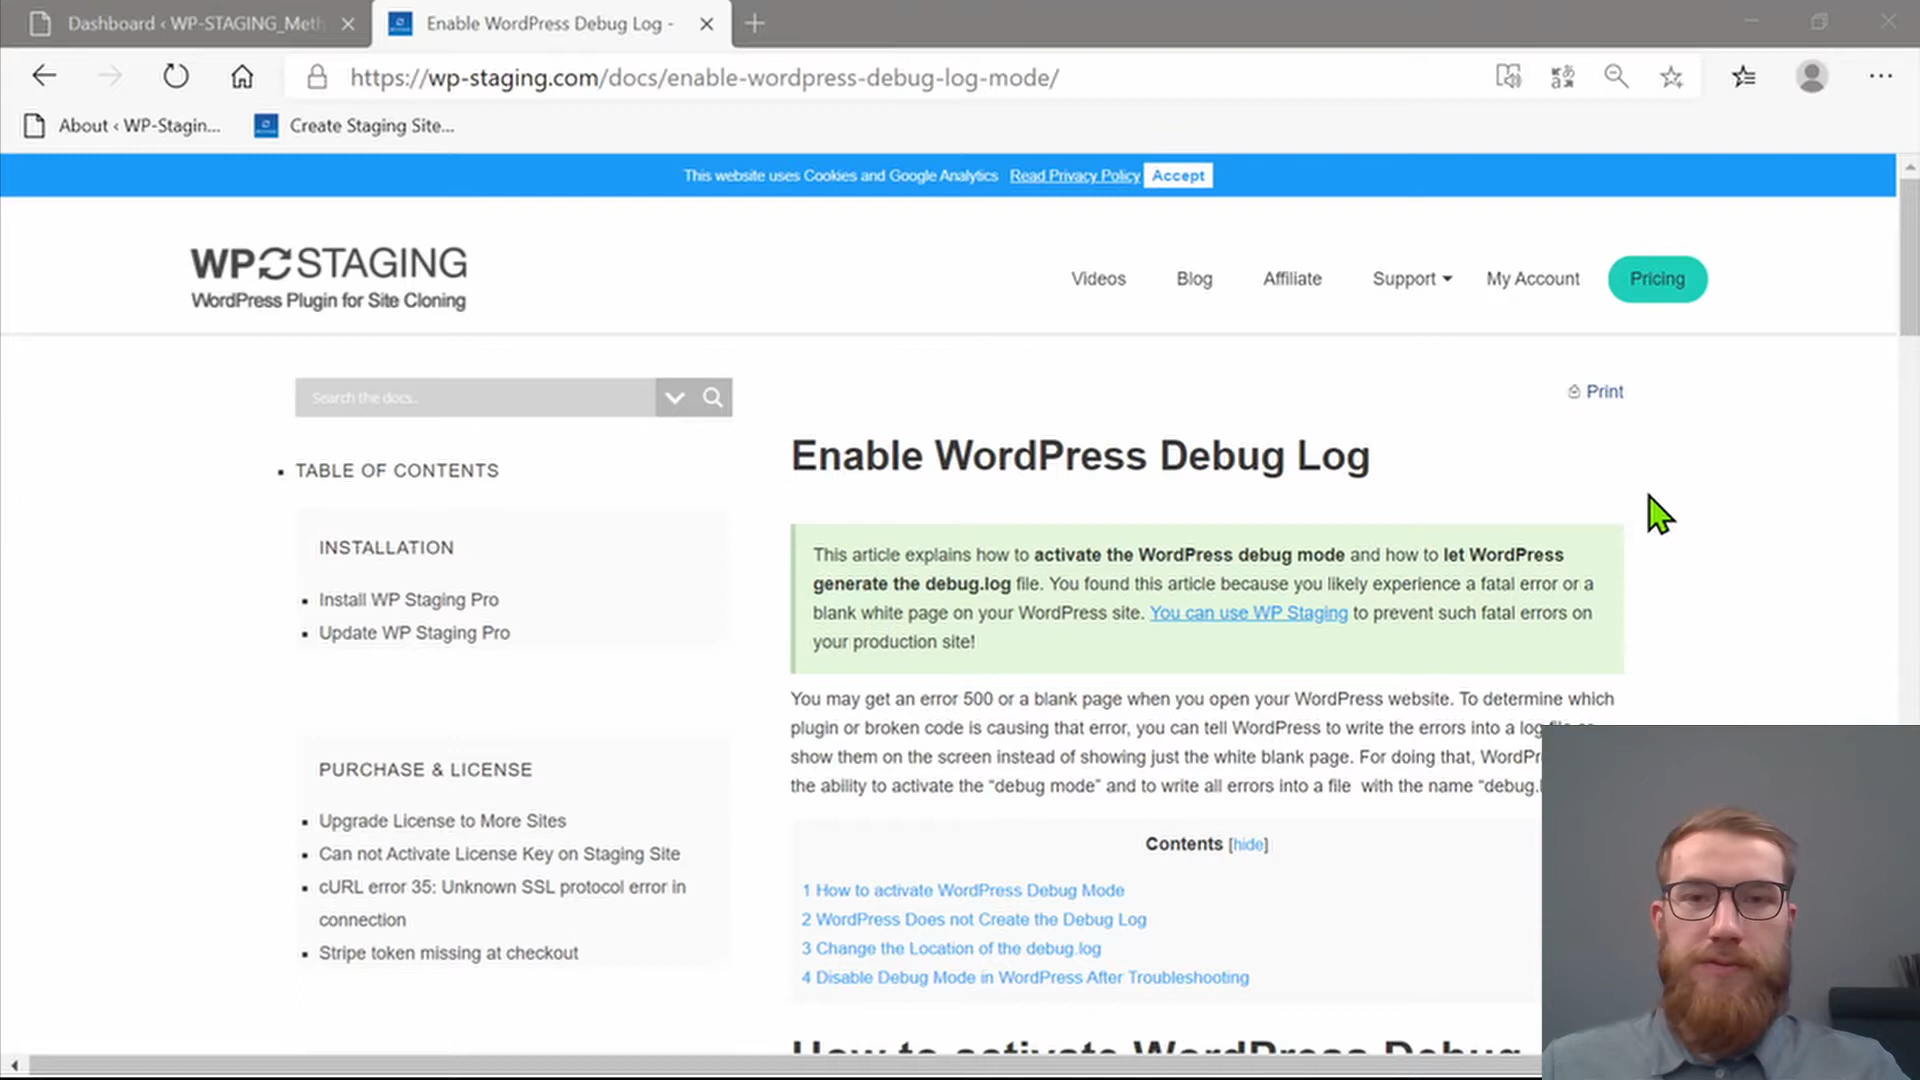 Dashboard ‹ WP-STAGING_Meth
Enable WordPress Debug Log -
https://wp-staging.com/docs/enable-wordpress-debug-log-mode/
About ‹ WP-Stagin...
Create Staging Site...
This website uses Cookies and Google Analytics Read Privacy Policy Accept
WP STAGING
WordPress Plugin for Site Cloning
Videos
Blog
Affiliate
Support
My Account
Pricing
Search the docs..
TABLE OF CONTENTS
INSTALLATION
Install WP Staging Pro
Update WP Staging Pro
PURCHASE & LICENSE
Upgrade License to More Sites
Can not Activate License Key on Staging Site
cURL error 35: Unknown SSL protocol error in
connection
Stripe token missing at checkout
Print
Enable WordPress Debug Log
This article explains how to activate the WordPress debug mode and how to let WordPress
generate the debug.log file. You found this article because you likely experience a fatal error or a
blank white page on your WordPress site. You can use WP Staging to prevent such fatal errors on
your production site!
You may get an error 500 or a blank page when you open your WordPress website. To determine which
plugin or broken code is causing that error, you can tell WordPress to write the errors into a log file or
show them on the screen instead of showing just the white blank page. For doing that, WordPr
the ability to activate the “debug mode” and to write all errors into a file with the name “debug.
Contents [hide]
1 How to activate WordPress Debug Mode
2 WordPress Does not Create the Debug Log
3 Change the Location of the debug.log
4 Disable Debug Mode in WordPress After Troubleshooting
How to activate WordPress Debug